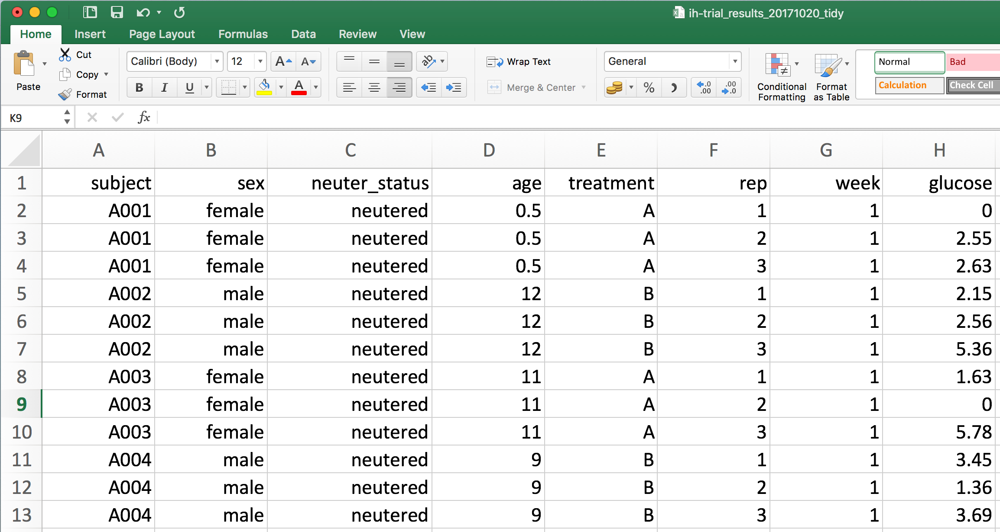 ih-trial_results_20171020_tidy
Home Insert Page Layout Formulas Data Review View
Paste
Cut
Copy
Format
Calibri (Body) 12 A A
B I U A
ab
Wrap Text
Merge & Center
General
% .0 .00 .00 .0
Conditional Formatting
Format as Table
Normal Bad
Calculation Check Cell
K9 fx
A B C D E F G H
1 subject sex neuter_status age treatment rep week glucose
2 A001 female neutered 0.5 A 1 1 0
3 A001 female neutered 0.5 A 2 1 2.55
4 A001 female neutered 0.5 A 3 1 2.63
5 A002 male neutered 12 B 1 1 2.15
6 A002 male neutered 12 B 2 1 2.56
7 A002 male neutered 12 B 3 1 5.36
8 A003 female neutered 11 A 1 1 1.63
9 A003 female neutered 11 A 2 1 0
10 A003 female neutered 11 A 3 1 5.78
11 A004 male neutered 9 B 1 1 3.45
12 A004 male neutered 9 B 2 1 1.36
13 A004 male neutered 9 B 3 1 3.69